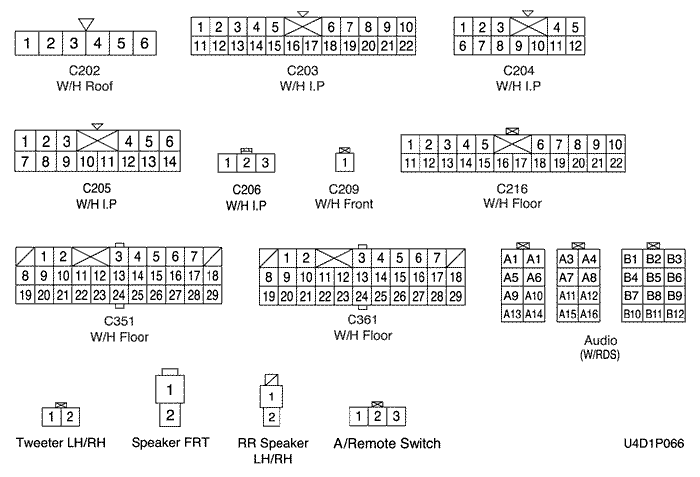 1 2 3 4 5 6
C202
W/H Roof
1 2 3 4 5 6 7 8 9 10
11 12 13 14 15 16 17 18 19 20 21 22
C203
W/H I.P
1 2 3 4 5
6 7 8 9 10 11 12
C204
W/H I.P
1 2 3 4 5 6
7 8 9 10 11 12 13 14
C205
W/H I.P
1 2 3
C206
W/H I.P
1
C209
W/H Front
1 2 3 4 5 6 7 8 9 10
11 12 13 14 15 16 17 18 19 20 21 22
C216
W/H Floor
1 2 3 4 5 6 7
8 9 10 11 12 13 14 15 16 17 18
19 20 21 22 23 24 25 26 27 28 29
C351
W/H Floor
1 2 3 4 5 6 7
8 9 10 11 12 13 14 15 16 17 18
19 20 21 22 23 24 25 26 27 28 29
C361
W/H Floor
A1 A1 A3 A4 B1 B2 B3
A5 A6 A7 A8 B4 B5 B6
A9 A10 A11 A12 B7 B8 B9
A13 A14 A15 A16 B10 B11 B12
Audio
(W/RDS)
1 2
Tweeter LH/RH
1
2
Speaker FRT
1
2
RR Speaker
LH/RH
1 2 3
A/Remote Switch
U4D1P066